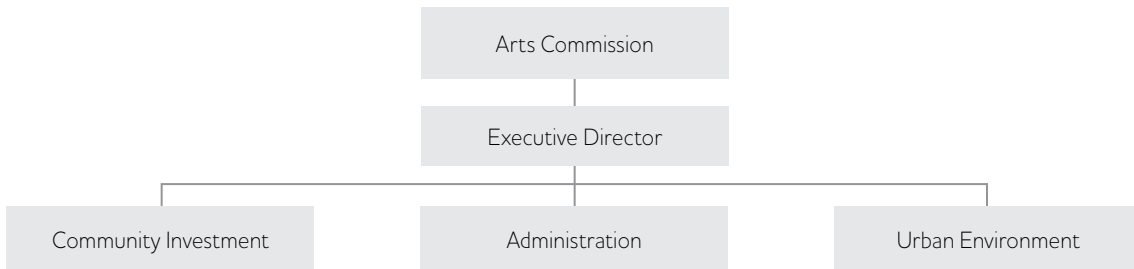 Arts Commission
Executive Director
Community Investment
Administration
Urban Environment